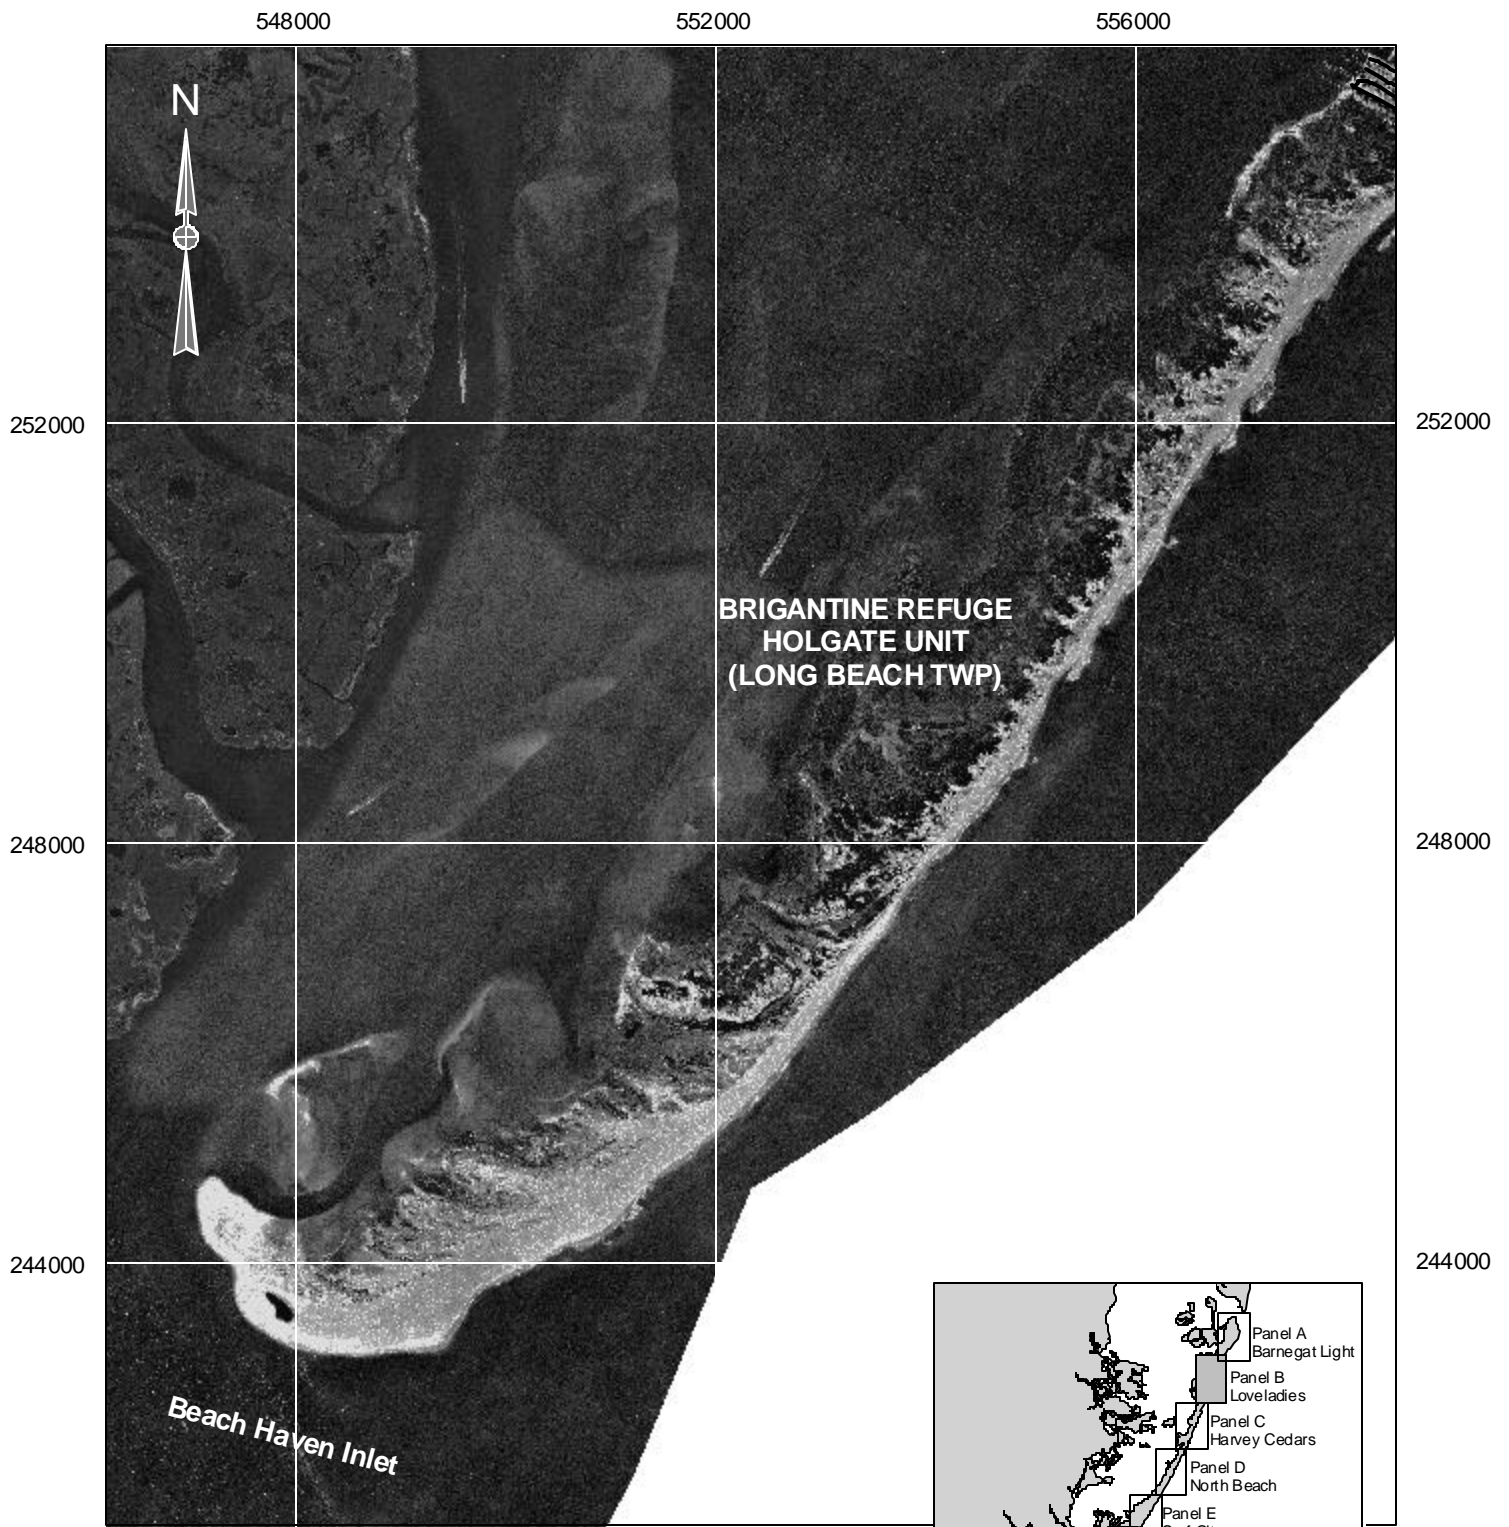 548000 552000 556000
N
252000 252000
BRIGANTINE REFUGE
HOLGATE UNIT
(LONG BEACH TWP)
248000 248000
244000 244000
Beach Haven Inlet
Panel A
Barnegat Light
Panel B
Loveladies
Panel C
Harvey Cedars
Panel D
North Beach
Panel E